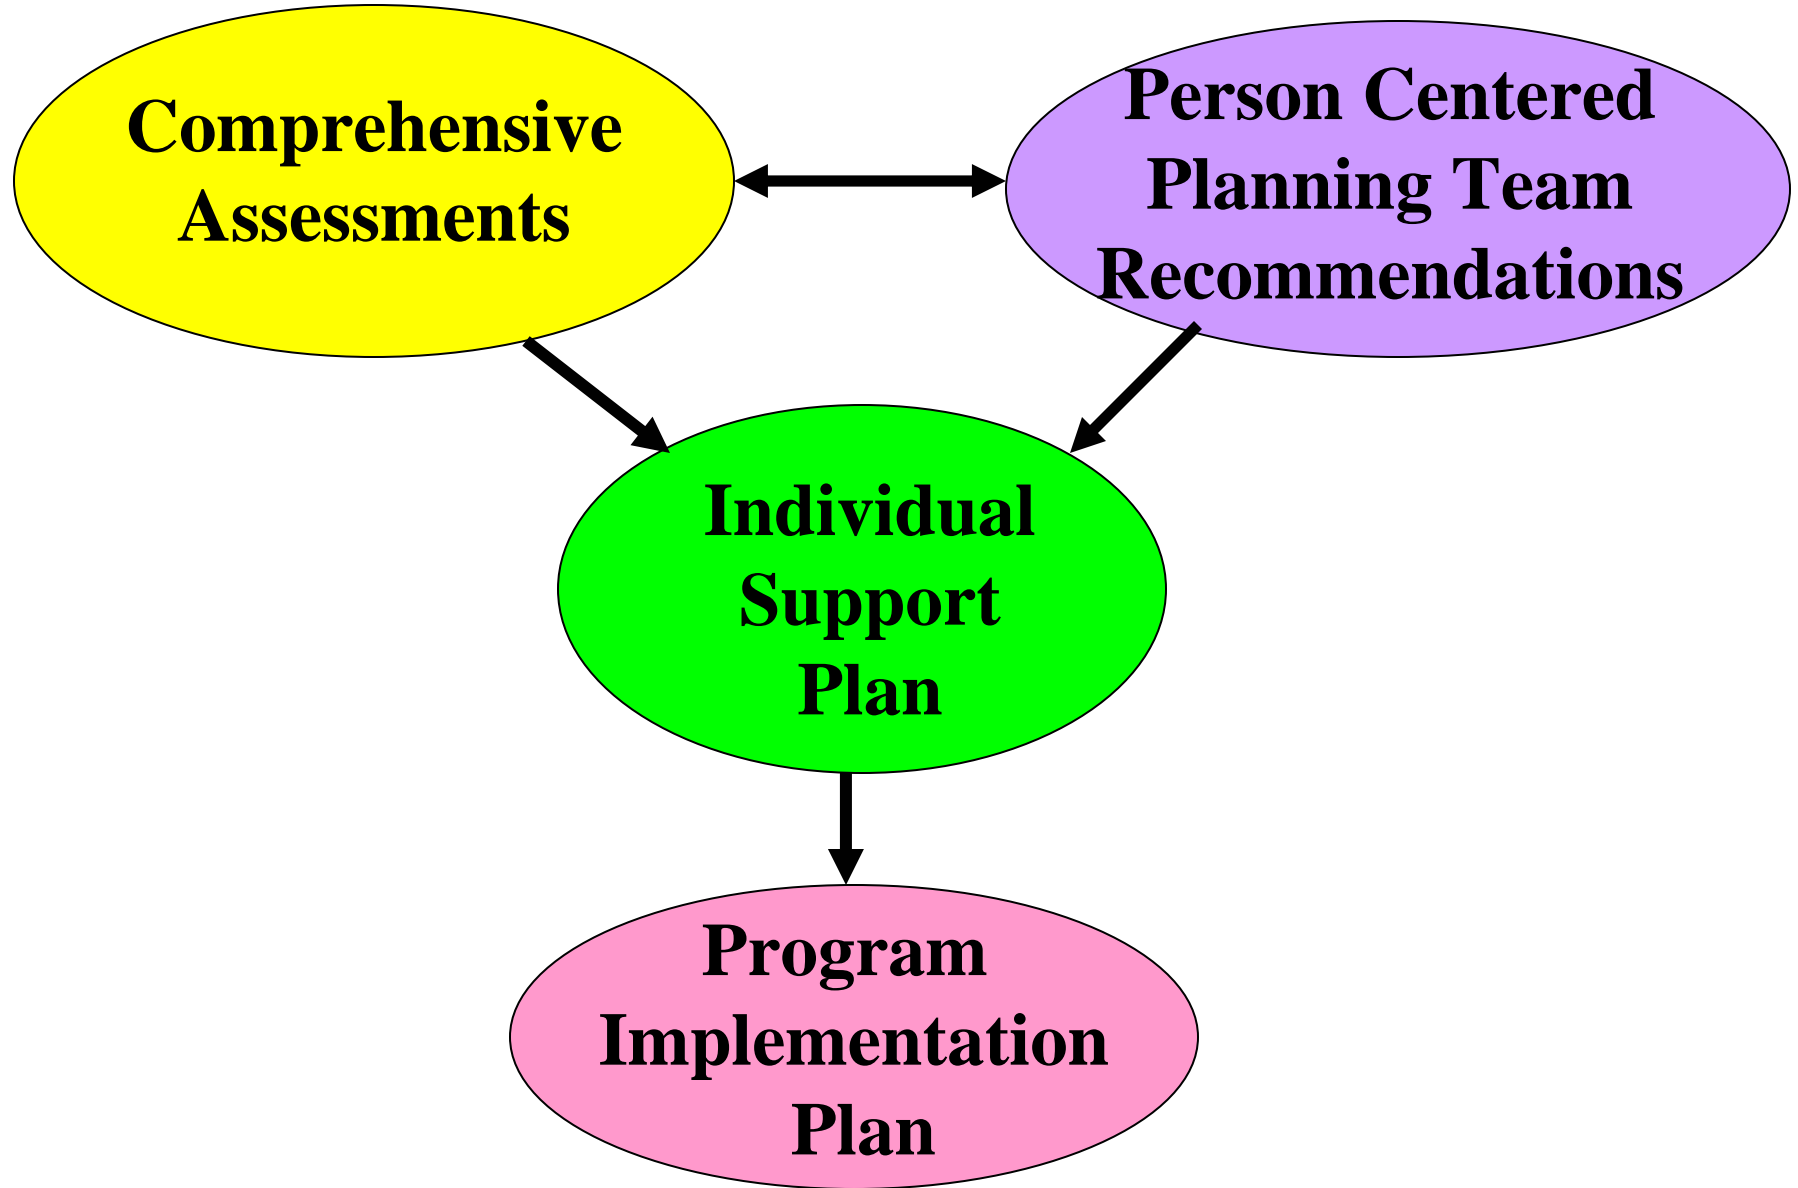 Comprehensive
Assessments
Person Centered
Planning Team
Recommendations
Individual
Support
Plan
Program
Implementation
Plan